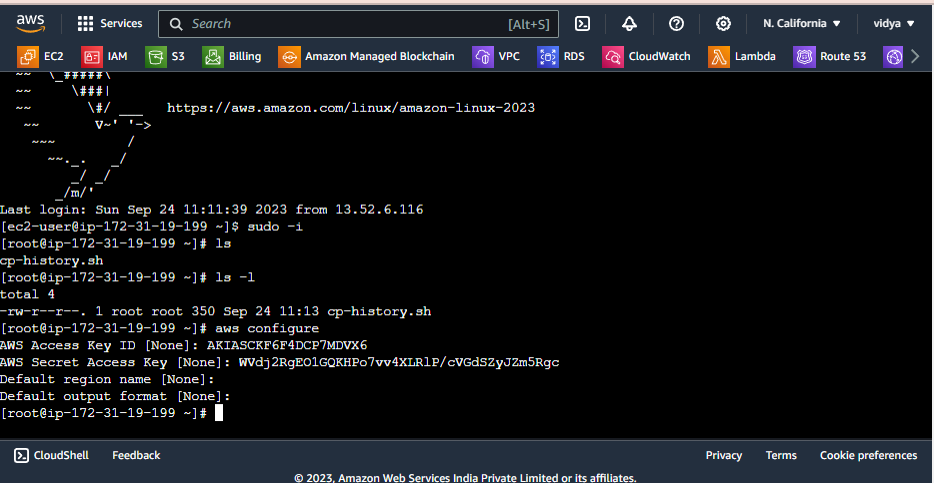 aws Services Search [Alt+S] N. California vidya
EC2 IAM S3 Billing Amazon Managed Blockchain VPC RDS CloudWatch Lambda Route 53
~~ \_#####\
~~ \###|
~~ \#/ ___ https://aws.amazon.com/linux/amazon-linux-2023
~~ V~' '->
~~~ /
~~._. _/
_/ _/
_/m/'
Last login: Sun Sep 24 11:11:39 2023 from 13.52.6.116
[ec2-user@ip-172-31-19-199 ~]$ sudo -i
[root@ip-172-31-19-199 ~]# ls
cp-history.sh
[root@ip-172-31-19-199 ~]# ls -l
total 4
-rw-r--r--. 1 root root 350 Sep 24 11:13 cp-history.sh
[root@ip-172-31-19-199 ~]# aws configure
AWS Access Key ID [None]: AKIASCKF6F4DCP7MDVX6
AWS Secret Access Key [None]: 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
Default region name [None]:
Default output format [None]:
[root@ip-172-31-19-199 ~]#
CloudShell Feedback Privacy Terms Cookie preferences
© 2023, Amazon Web Services India Private Limited or its affiliates.